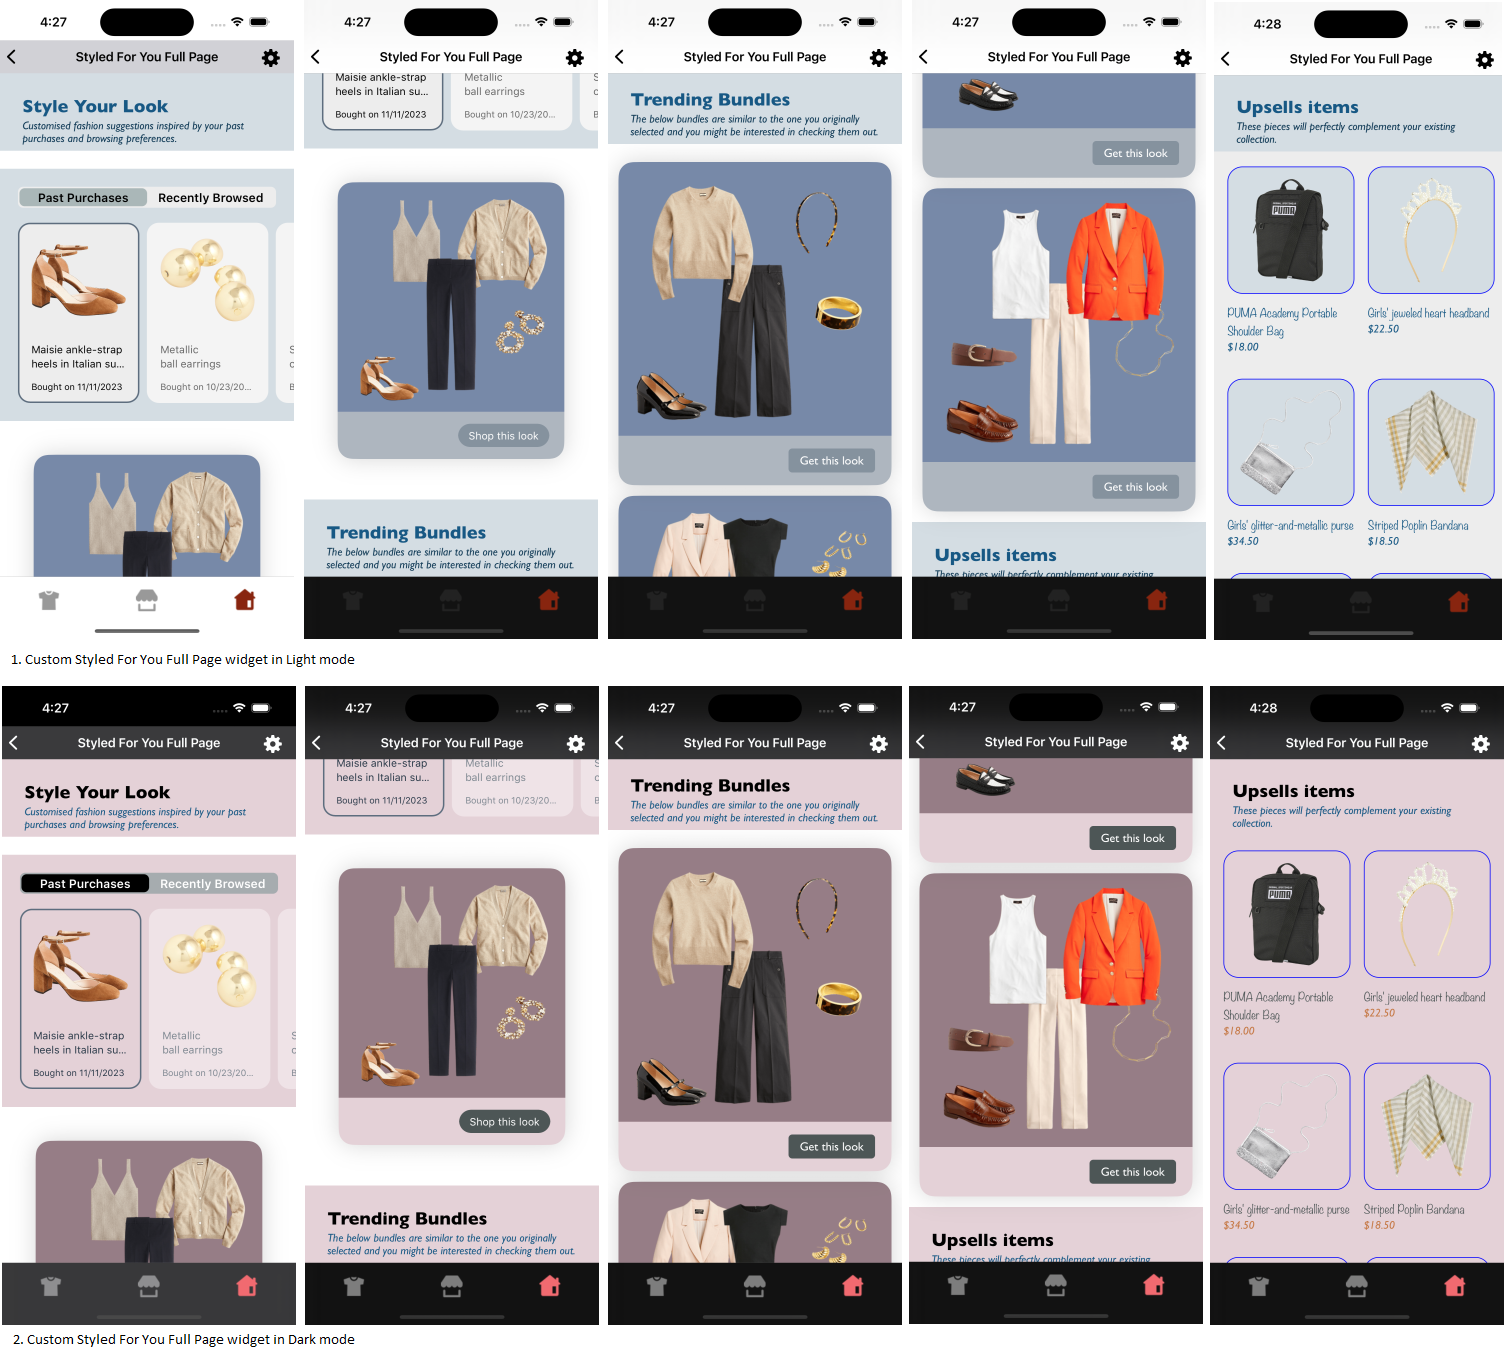 4:27
Styled For You Full Page
Style Your Look
Customised fashion suggestions inspired by your past
purchases and browsing preferences.
Past Purchases
Recently Browsed
Maisie ankle-strap
heels in Italian su...
Bought on 11/11/2023
Metallic
ball earrings
Bought on 10/23/20...
S
c
B
4:27
Styled For You Full Page
Maisie ankle-strap
heels in Italian su...
Bought on 11/11/2023
Metallic
ball earrings
Bought on 10/23/20...
S
c
B
Shop this look
Trending Bundles
The below bundles are similar to the one you originally
selected and you might be interested in checking them out.
4:27
Styled For You Full Page
Trending Bundles
The below bundles are similar to the one you originally
selected and you might be interested in checking them out.
Get this look
4:27
Styled For You Full Page
Get this look
Get this look
Upsells items
These pieces will perfectly complement your existing
4:28
Styled For You Full Page
Upsells items
These pieces will perfectly complement your existing
collection.
PUMA
PUMA Academy Portable
Shoulder Bag
$18.00
Girls' jeweled heart headband
$22.50
Girls' glitter-and-metallic purse
$34.50
Striped Poplin Bandana
$18.50
1. Custom Styled For You Full Page widget in Light mode
4:27
Styled For You Full Page
Style Your Look
Customised fashion suggestions inspired by your past
purchases and browsing preferences.
Past Purchases
Recently Browsed
Maisie ankle-strap
heels in Italian su...
Bought on 11/11/2023
Metallic
ball earrings
Bought on 10/23/20...
S
c
B
4:27
Styled For You Full Page
Maisie ankle-strap
heels in Italian su...
Bought on 11/11/2023
Metallic
ball earrings
Bought on 10/23/20...
S
c
B
Shop this look
Trending Bundles
The below bundles are similar to the one you originally
selected and you might be interested in checking them out.
4:27
Styled For You Full Page
Trending Bundles
The below bundles are similar to the one you originally
selected and you might be interested in checking them out.
Get this look
4:27
Styled For You Full Page
Get this look
Get this look
Upsells items
These pieces will perfectly complement your existing
4:28
Styled For You Full Page
Upsells items
These pieces will perfectly complement your existing
collection.
PUMA
PUMA Academy Portable
Shoulder Bag
$18.00
Girls' jeweled heart headband
$22.50
Girls' glitter-and-metallic purse
$34.50
Striped Poplin Bandana
$18.50
2. Custom Styled For You Full Page widget in Dark mode